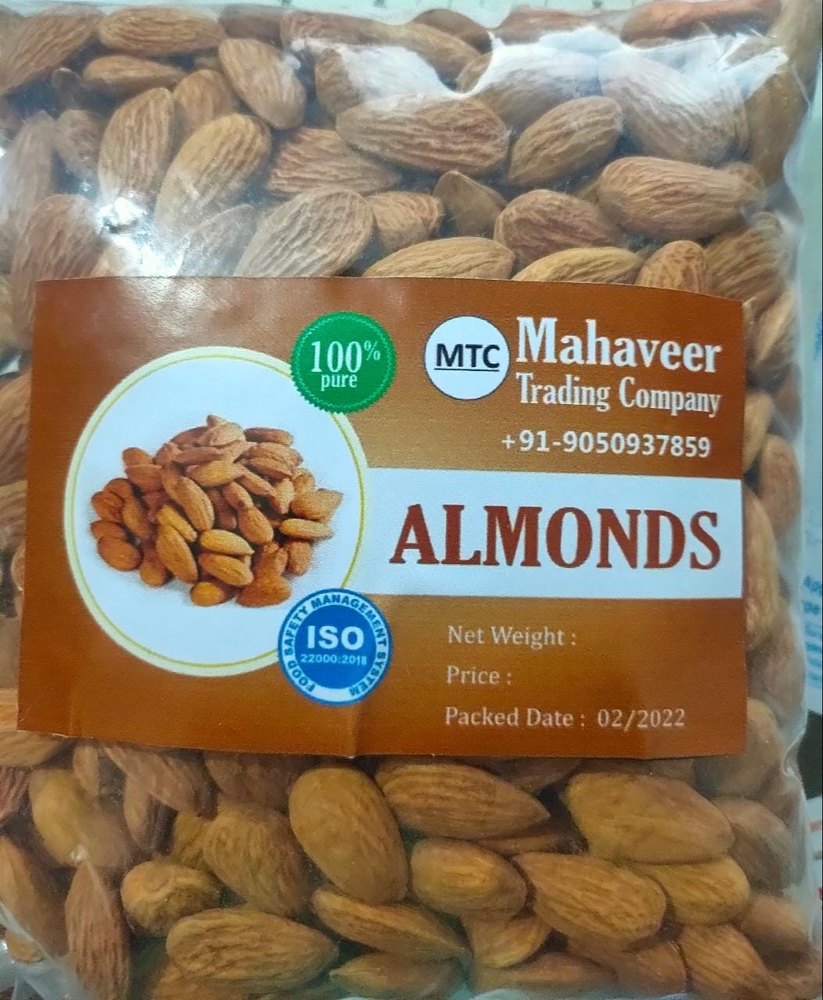 100%
pure
MTC
Mahaveer
Trading Company
+91-9050937859
ALMONDS
FOOD SAFETY MANAGEMENT SYSTEM
ISO
22000:2018
Net Weight :
Price :
Packed Date : 02/2022